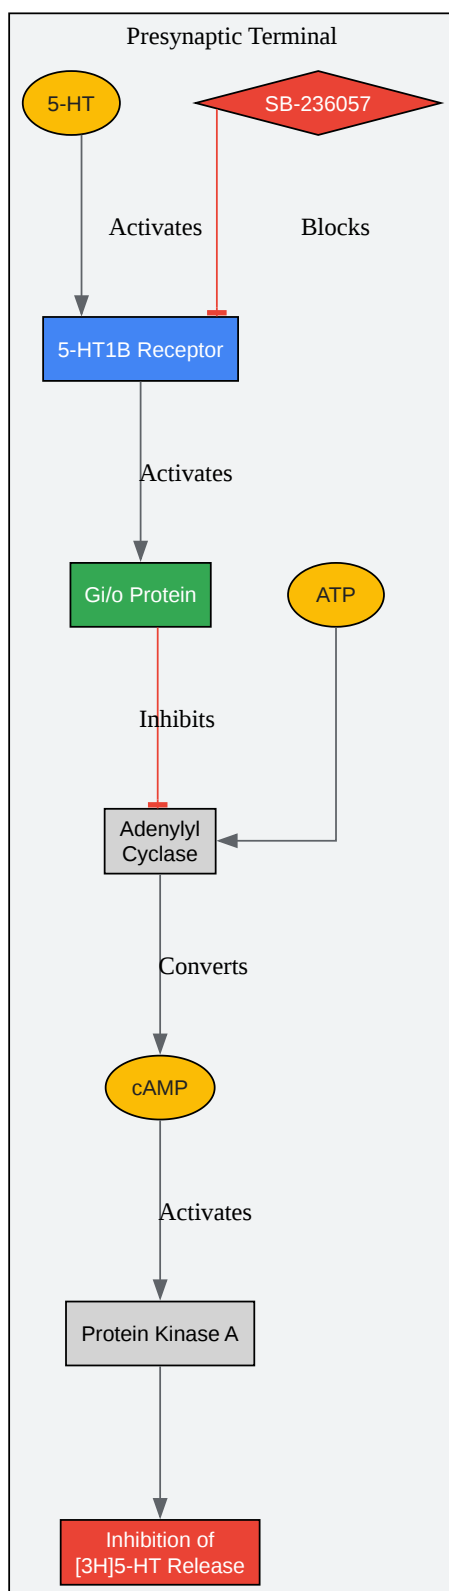 Presynaptic Terminal
5-HT
SB-236057
Activates
Blocks
5-HT1B Receptor
Activates
Gi/o Protein
ATP
Inhibits
Adenylyl
Cyclase
Converts
cAMP
Activates
Protein Kinase A
Inhibition of
[3H]5-HT Release